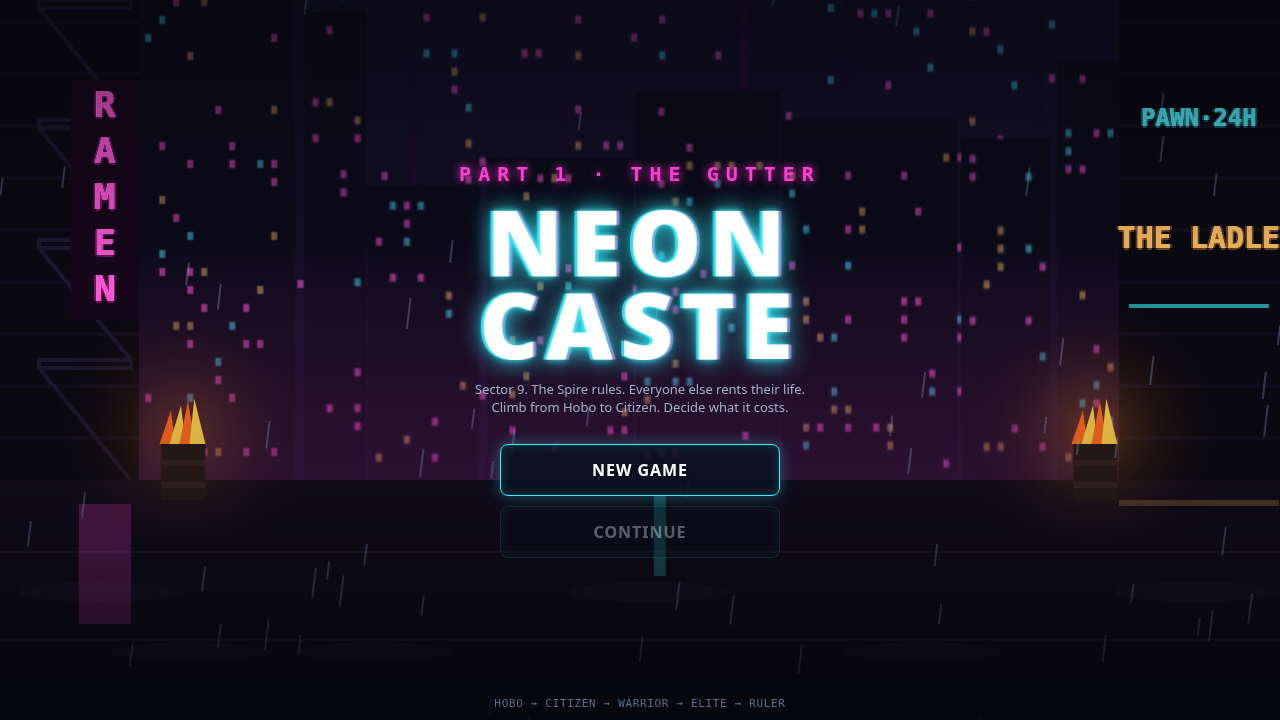 RAMEN
PAWN·24H
THE LADLE
PART 1 · THE GUTTER
NEON
CASTE
Sector 9. The Spire rules. Everyone else rents their life.
Climb from Hobo to Citizen. Decide what it costs.
NEW GAME
CONTINUE
HOBO → CITIZEN → WARRIOR → ELITE → RULER